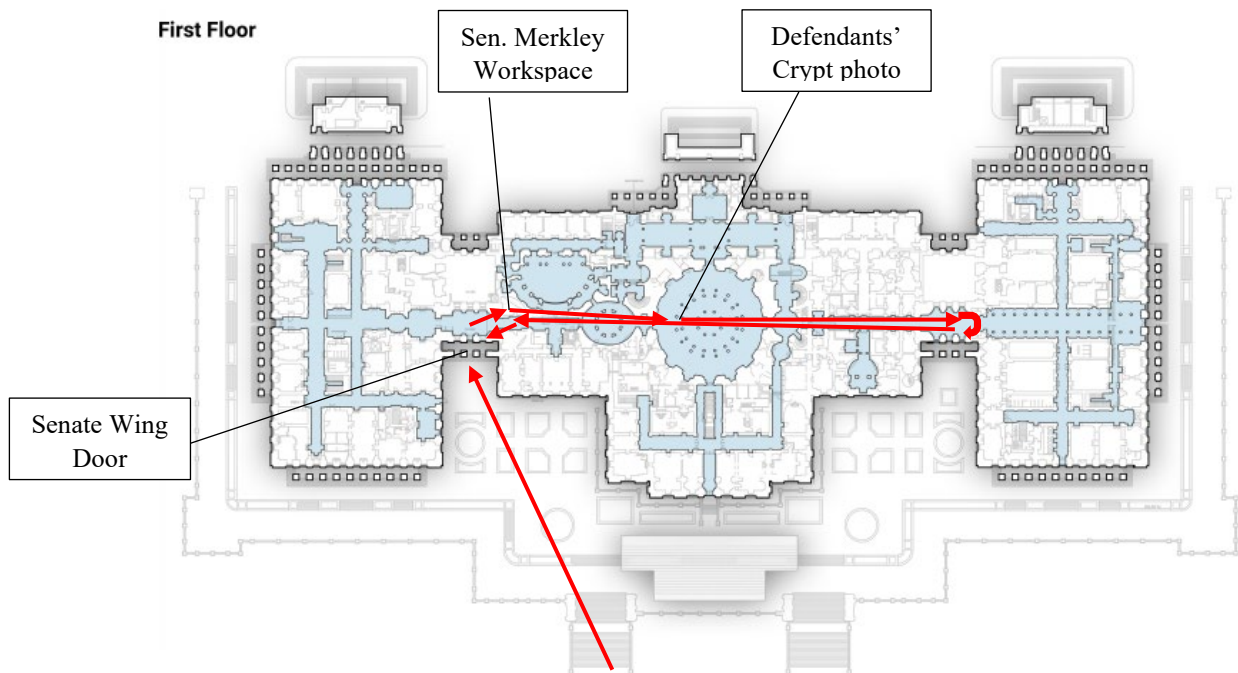 First Floor
Sen. Merkley
Workspace
Defendants’
Crypt photo
Senate Wing
Door